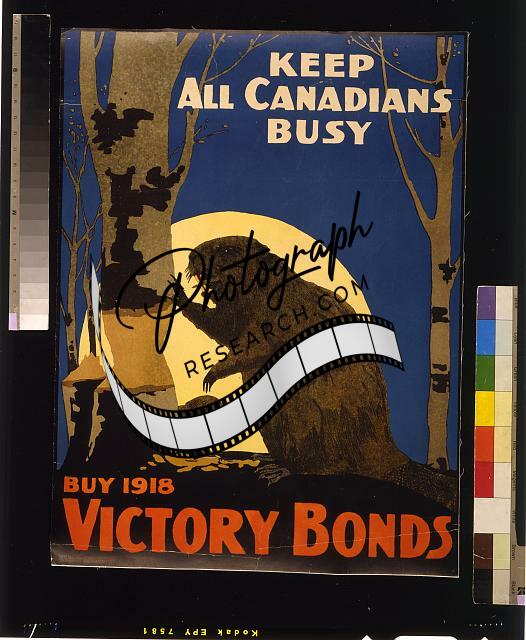 KEEP
ALL CANADIANS
BUSY
Photograph
RESEARCH.COM
BUY 1918
VICTORY BONDS
Kodak EPY 7581